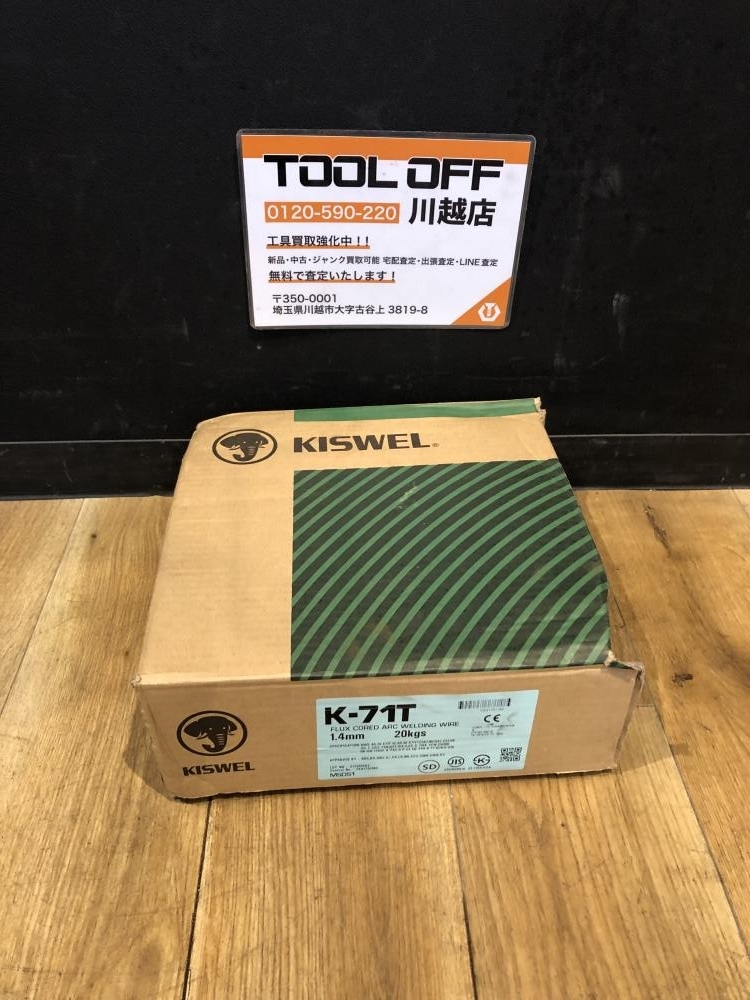 TOOL OFF
0120-590-220 川越店
工具買取強化中!!
新品・中古・ジャンク買取可能 宅配査定・出張査定・LINE査定
無料で査定いたします!
〒350-0001
埼玉県川越市大字古谷上 3819-8
KISWEL
KISWEL
K-71T
FLUX CORED ARC WELDING WIRE
1.4mm 20kgs
CE
SD JIS K
MSDS1